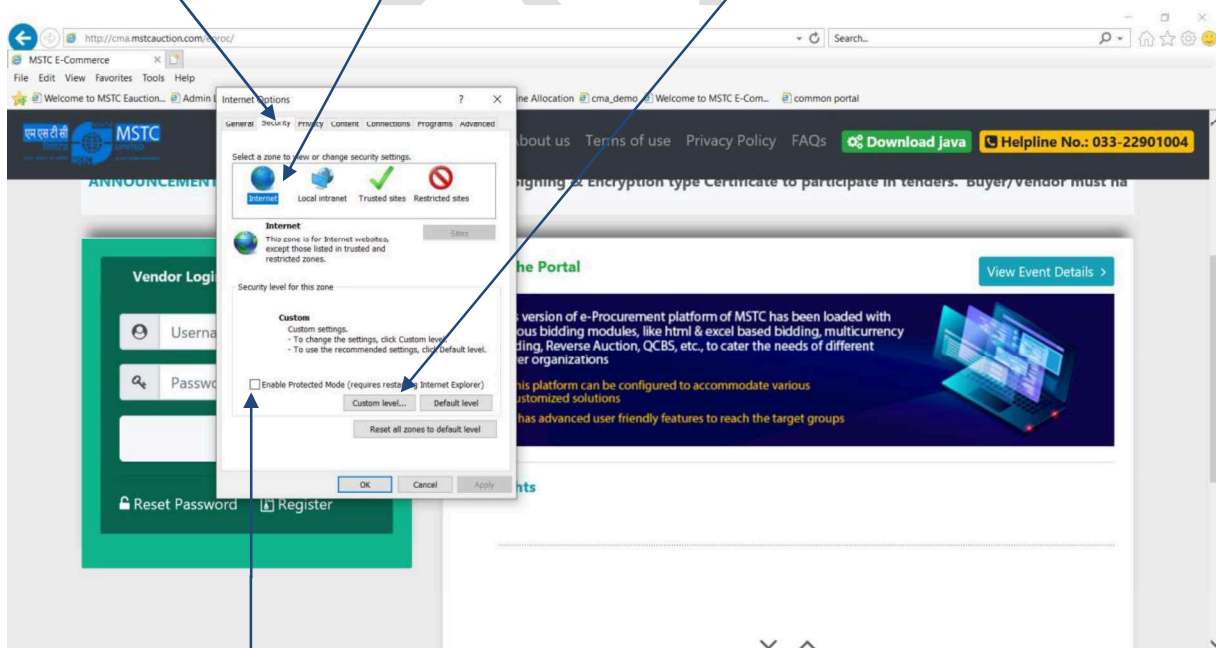 http://cma.mstcauction.com/eproc/
Search...
MSTC E-Commerce
File Edit View Favorites Tools Help
Welcome to MSTC Eauction... Admin L
ine Allocation cma_demo Welcome to MSTC E-Com... common portal
Internet Options
General Security Privacy Content Connections Programs Advanced
एम एस टी सी
MSTC
LIMITED
About us Terms of use Privacy Policy FAQs Download Java Helpline No.: 033-22901004
ANNOUNCEMENT
Signing & Encryption type Certificate to participate in tenders. Buyer/Vendor must ha
Select a zone to view or change security settings.
Internet Local intranet Trusted sites Restricted sites
Internet
This zone is for Internet websites,
except those listed in trusted and
restricted zones.
Sites
Security level for this zone
Custom
Custom settings.
- To change the settings, click Custom level.
- To use the recommended settings, click Default level.
Enable Protected Mode (requires restarting Internet Explorer)
Custom level... Default level
Reset all zones to default level
OK Cancel Apply
Vendor Logi
Userna
Passwo
Reset Password Register
he Portal
View Event Details >
version of e-Procurement platform of MSTC has been loaded with
ous bidding modules, like html & excel based bidding, multicurrency
ding, Reverse Auction, QCBS, etc., to cater the needs of different
er organizations
his platform can be configured to accommodate various
ustomized solutions
has advanced user friendly features to reach the target groups
hts